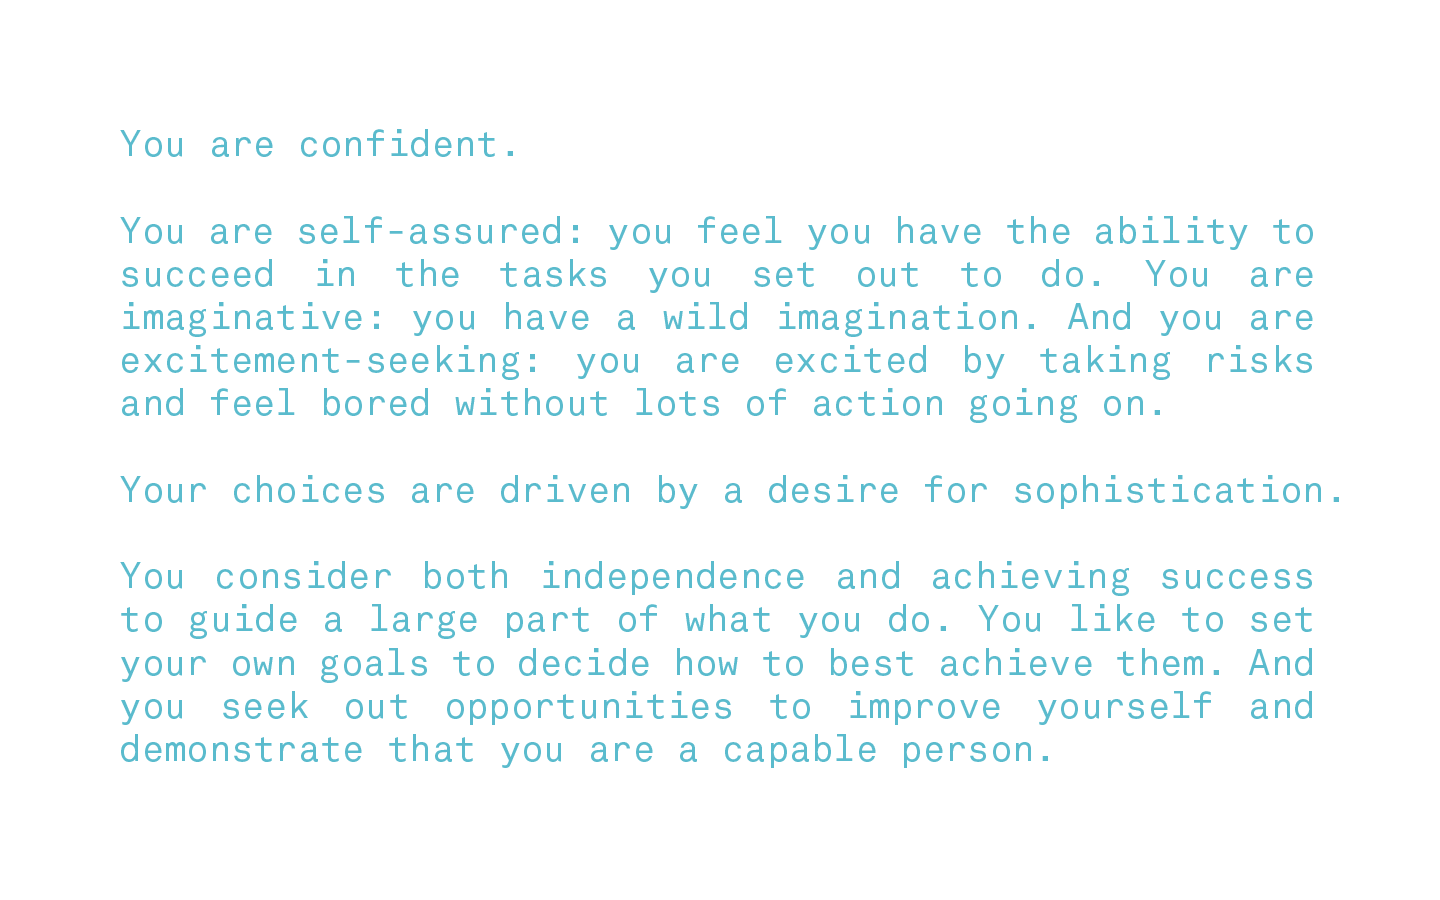 You are confident.
You are self-assured: you feel you have the ability to
succeed in the tasks you set out to do. You are
imaginative: you have a wild imagination. And you are
excitement-seeking: you are excited by taking risks
and feel bored without lots of action going on.
Your choices are driven by a desire for sophistication.
You consider both independence and achieving success
to guide a large part of what you do. You like to set
your own goals to decide how to best achieve them. And
you seek out opportunities to improve yourself and
demonstrate that you are a capable person.